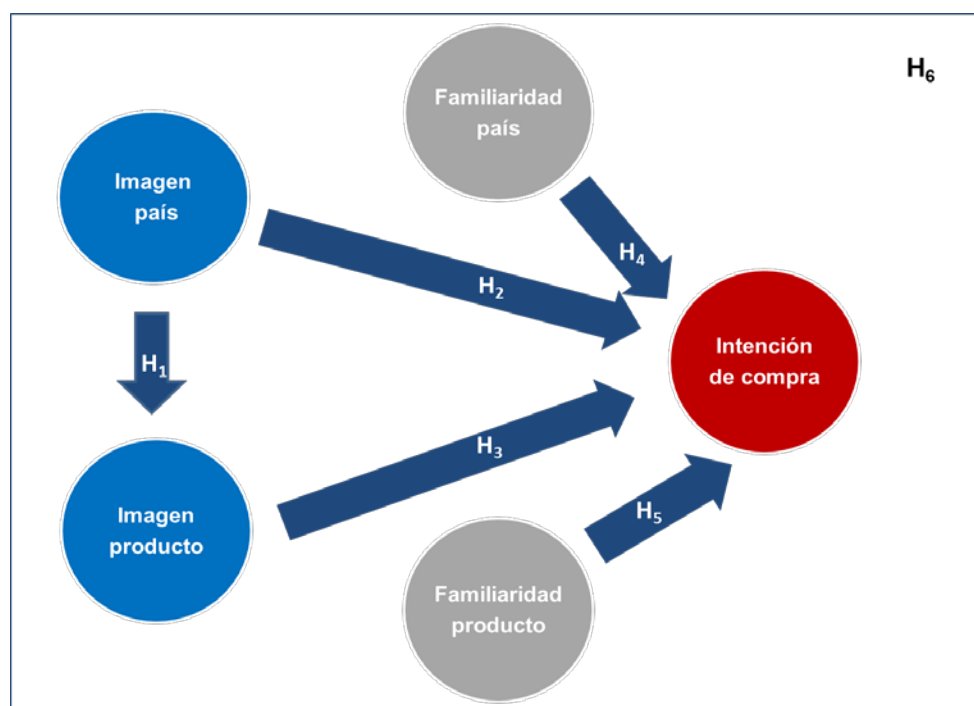 Familiaridad
país
H₆
Imagen
país
H₄
H₂
Intención
de compra
H₁
H₃
Imagen
producto
H₅
Familiaridad
producto